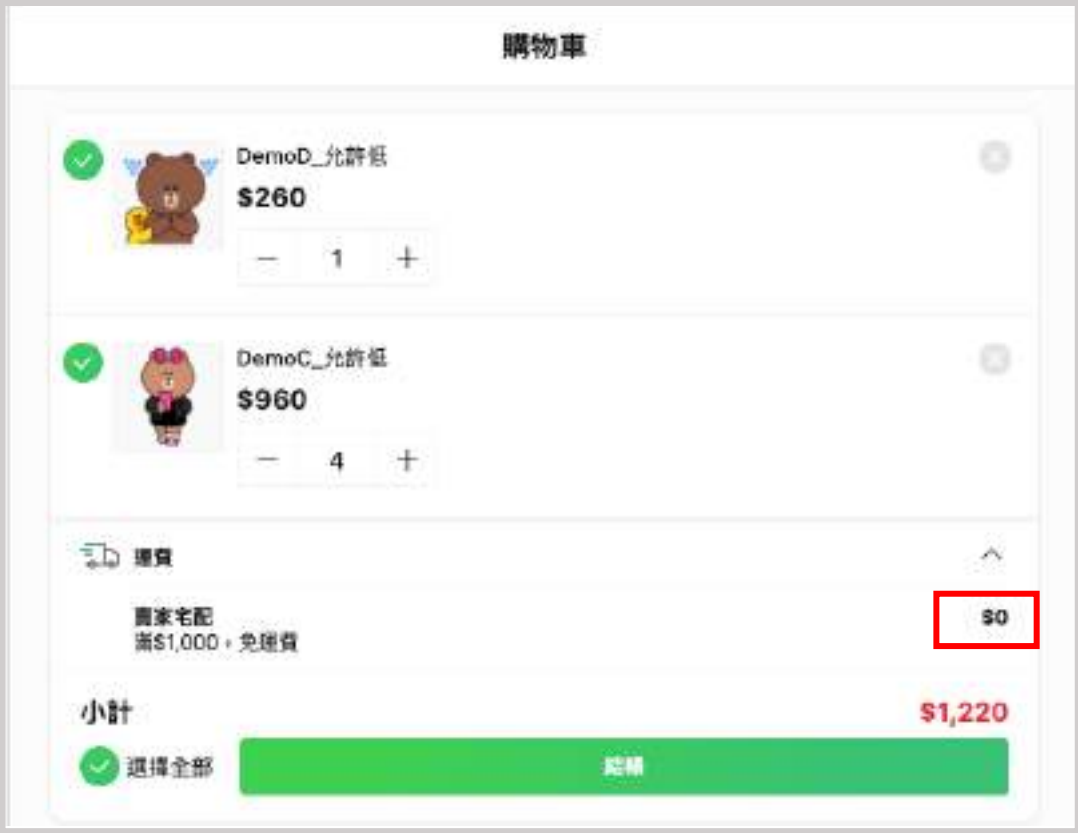 購物車
DemoD_允許低
$260
1
DemoC_允許低
$960
4
運費
賣家宅配
$0
滿$1,000，免運費
小計
$1,220
選擇全部
結帳